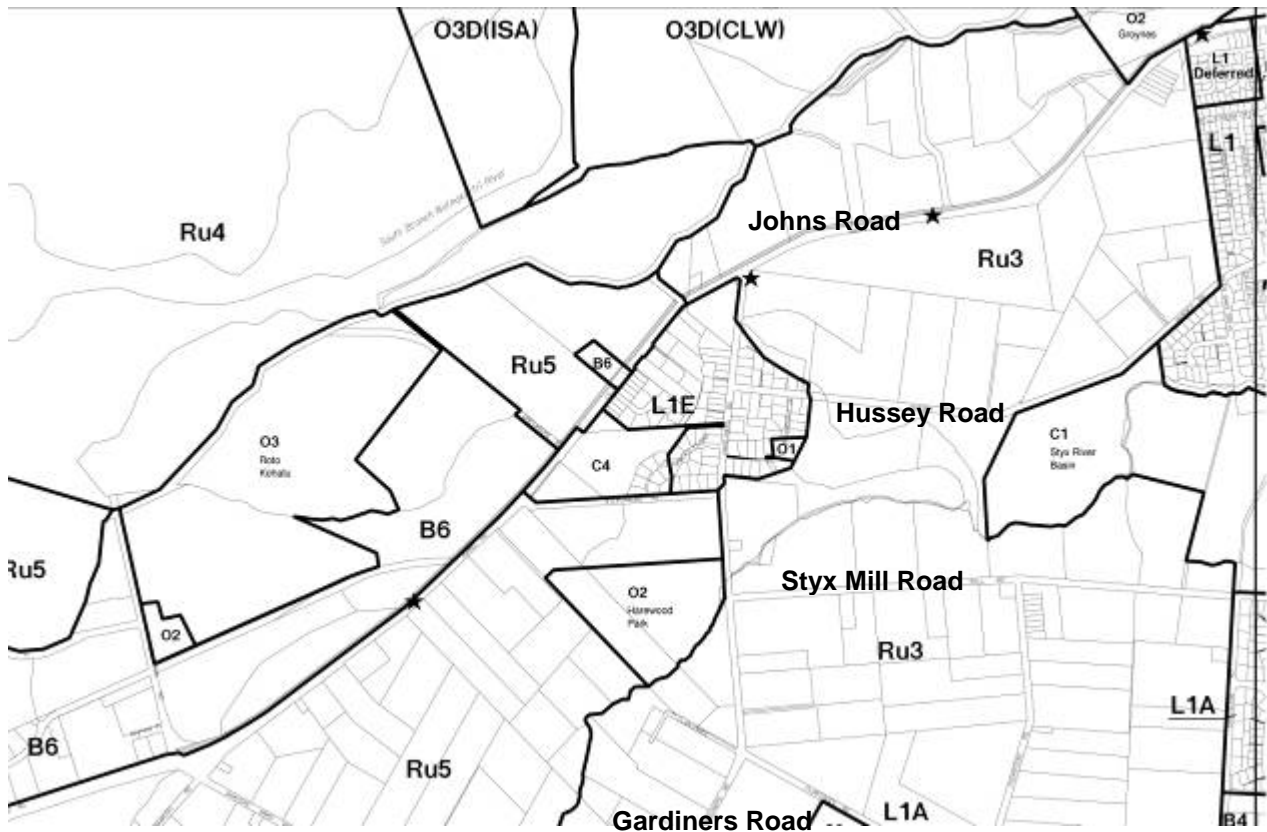 O3D(ISA)
O3D(CLW)
O2
Groynes
L1
Deferred
L1
Ru4
Johns Road
Ru3
Ru5
B6
L1E
Hussey Road
O1
C4
C1
Styx River
Basin
O3
Roto
Kohatu
B6
Ru5
Styx Mill Road
O2
Harewood
Park
O2
Ru3
L1A
B6
Ru5
L1A
Gardiners Road
B4